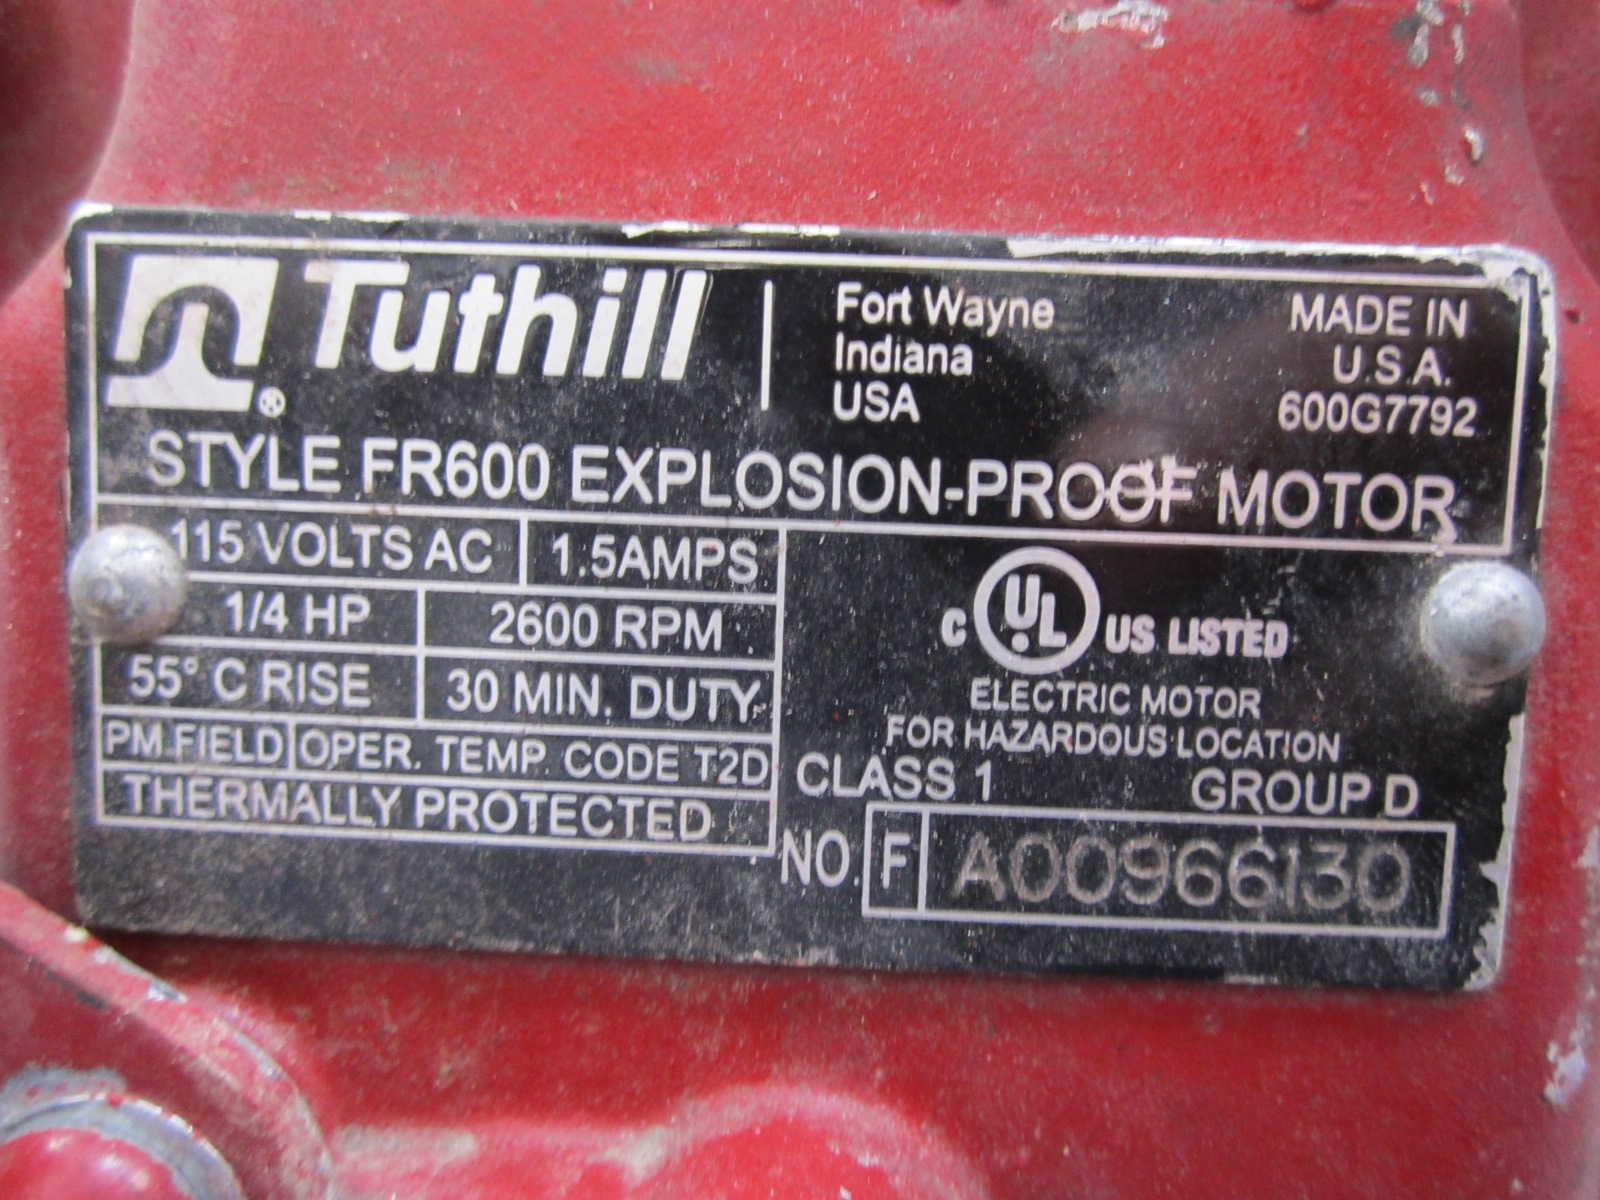 Tuthill
®
Fort Wayne
Indiana
USA
MADE IN
U.S.A.
600G7792
STYLE FR600 EXPLOSION-PROOF MOTOR
115 VOLTS AC 1.5AMPS
1/4 HP 2600 RPM
55° C RISE 30 MIN. DUTY
PM FIELD OPER. TEMP. CODE T2D
THERMALLY PROTECTED
C UL US LISTED
ELECTRIC MOTOR
FOR HAZARDOUS LOCATION
CLASS 1 GROUP D
NO. F A00966130